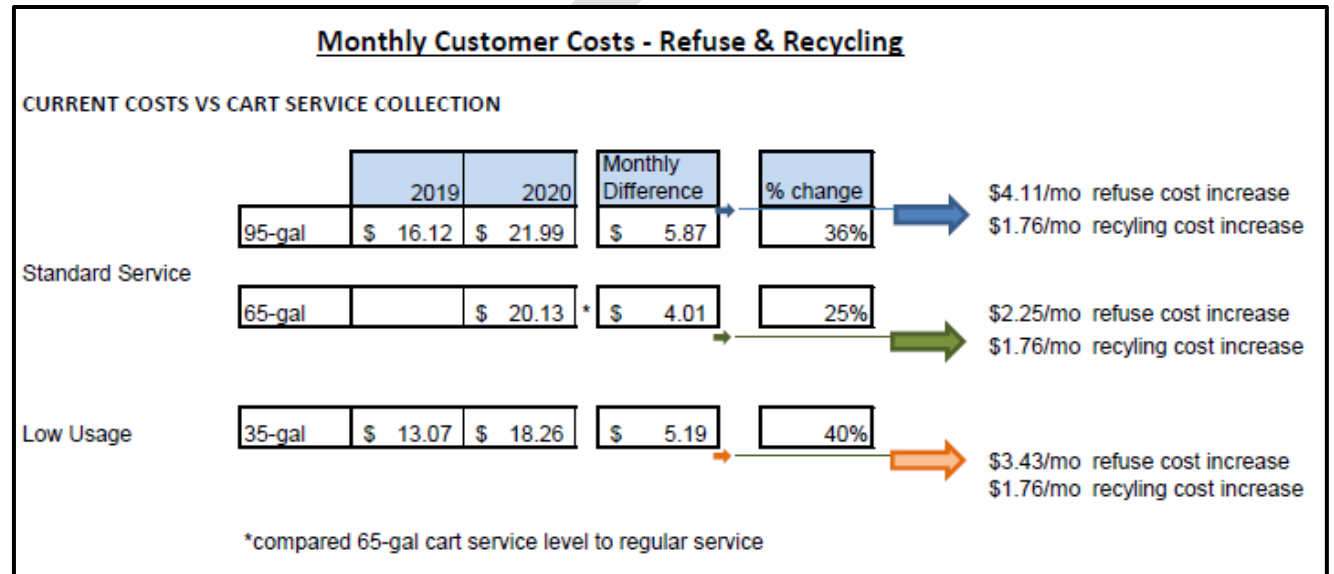 Monthly Customer Costs - Refuse & Recycling
CURRENT COSTS VS CART SERVICE COLLECTION
2019 2020 Monthly Difference % change
95-gal $ 16.12 $ 21.99 $ 5.87 36%
$4.11/mo refuse cost increase
$1.76/mo recyling cost increase
Standard Service
65-gal $ 20.13 * $ 4.01 25%
$2.25/mo refuse cost increase
$1.76/mo recyling cost increase
Low Usage 35-gal $ 13.07 $ 18.26 $ 5.19 40%
$3.43/mo refuse cost increase
$1.76/mo recyling cost increase
*compared 65-gal cart service level to regular service